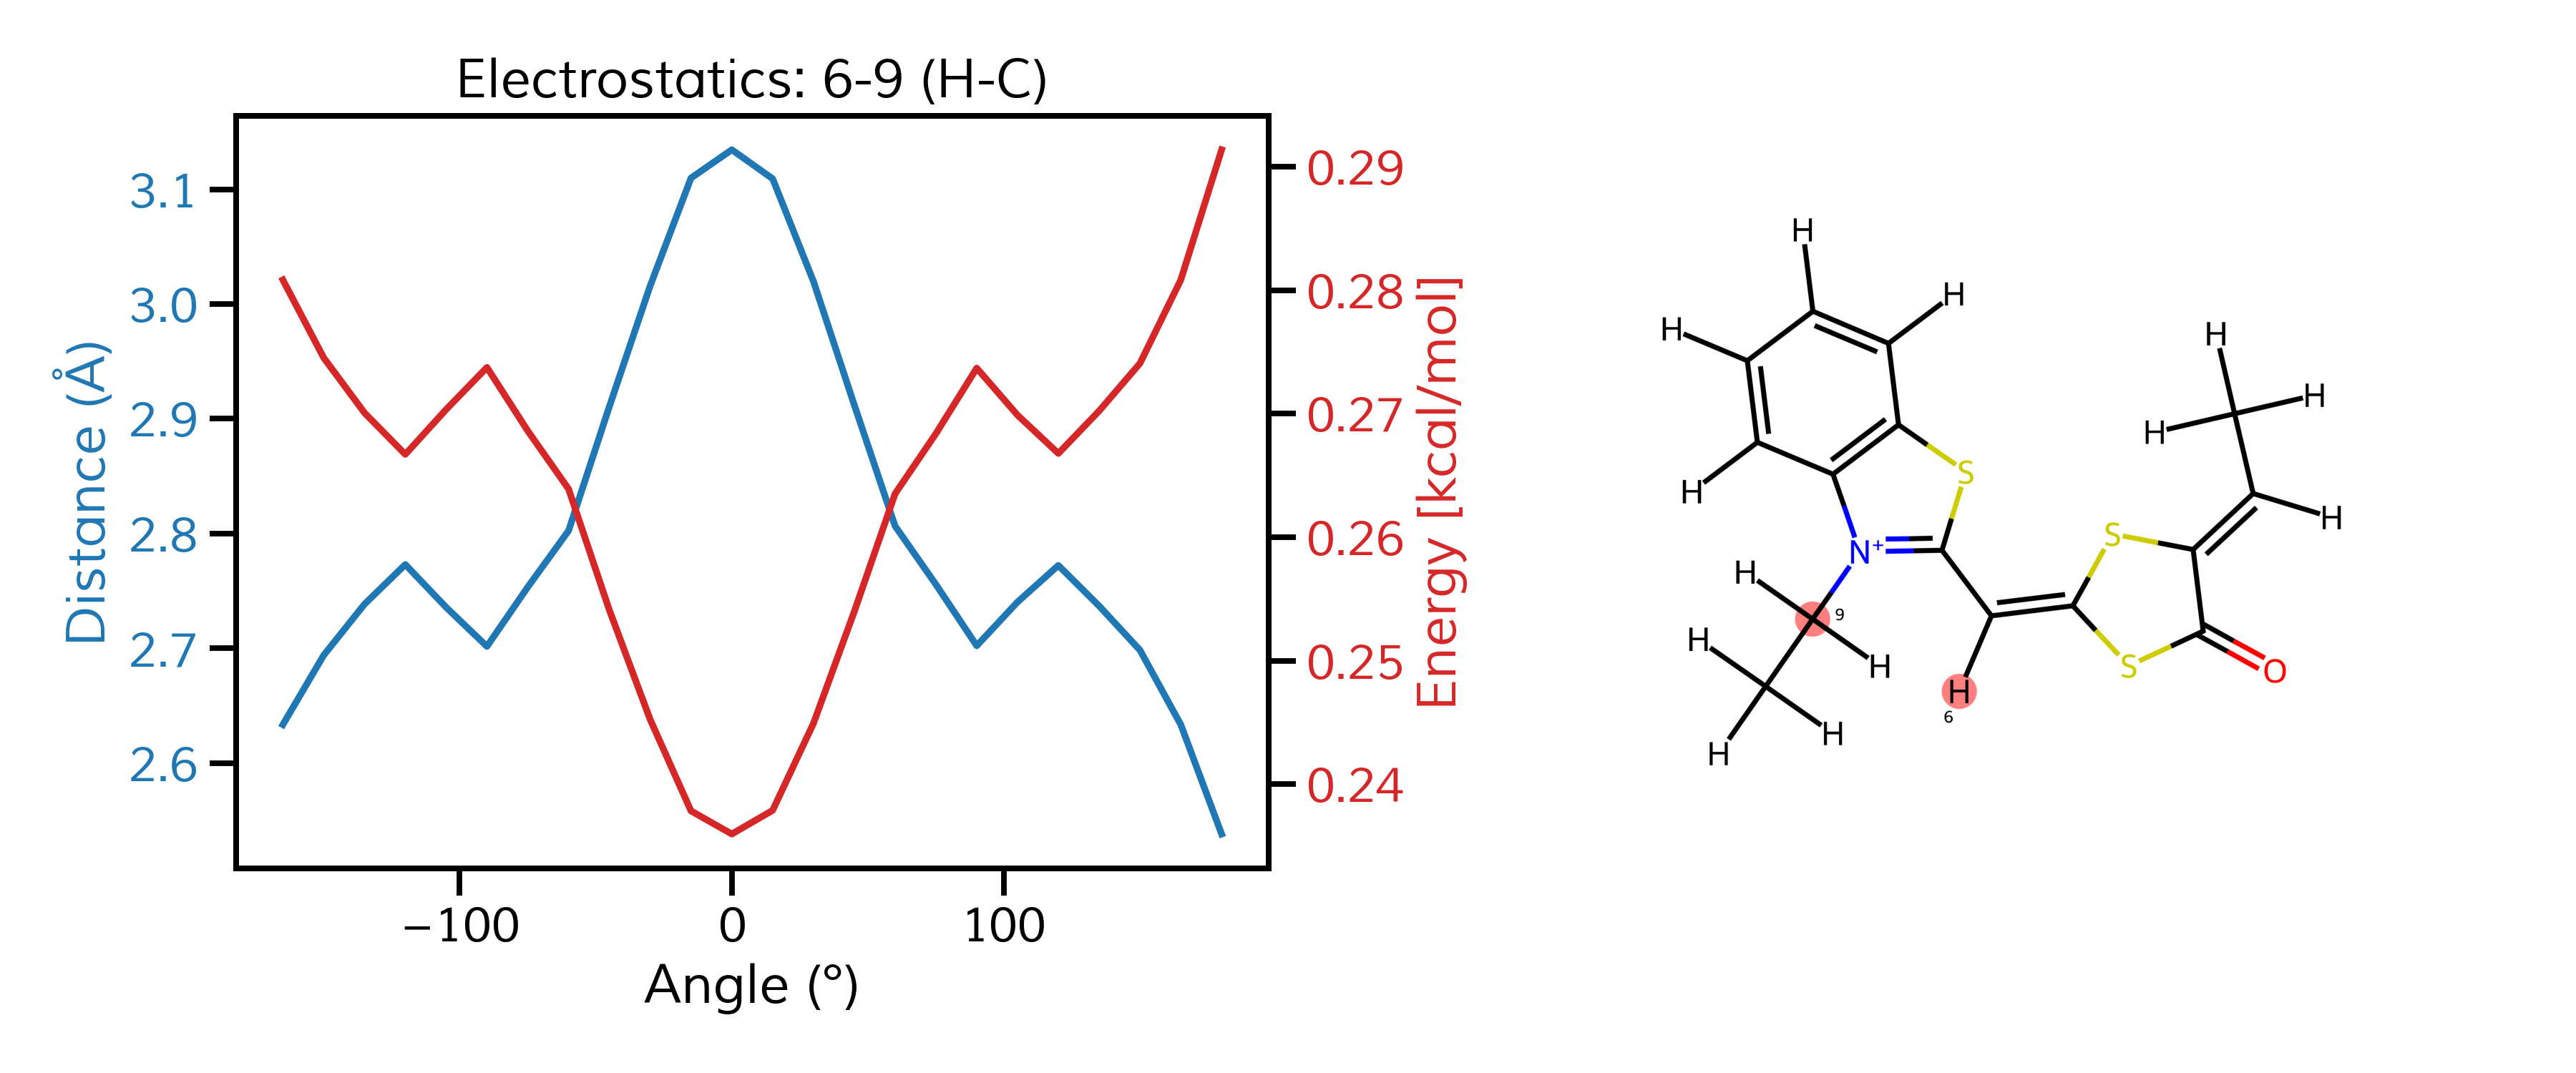 Electrostatics: 6-9 (H-C)
Distance (Å)
3.1
3.0
2.9
2.8
2.7
2.6
−100
0
100
Angle (°)
0.29
0.28
0.27
0.26
0.25
0.24
Energy [kcal/mol]
H
H
H
H
H
H
H
S
H
S
N+
H
9
H
H
S
O
H
6
H
H